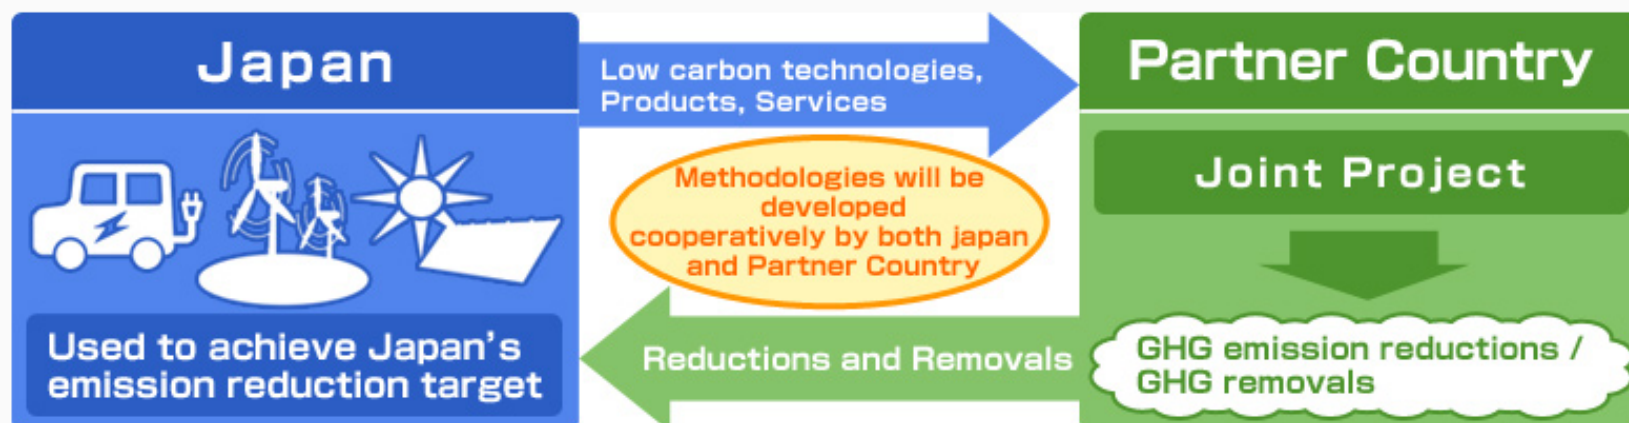 Japan
Low carbon technologies,
Products, Services
Partner Country
Joint Project
Methodologies will be
developed
cooperatively by both japan
and Partner Country
Used to achieve Japan's
emission reduction target
Reductions and Removals
GHG emission reductions /
GHG removals